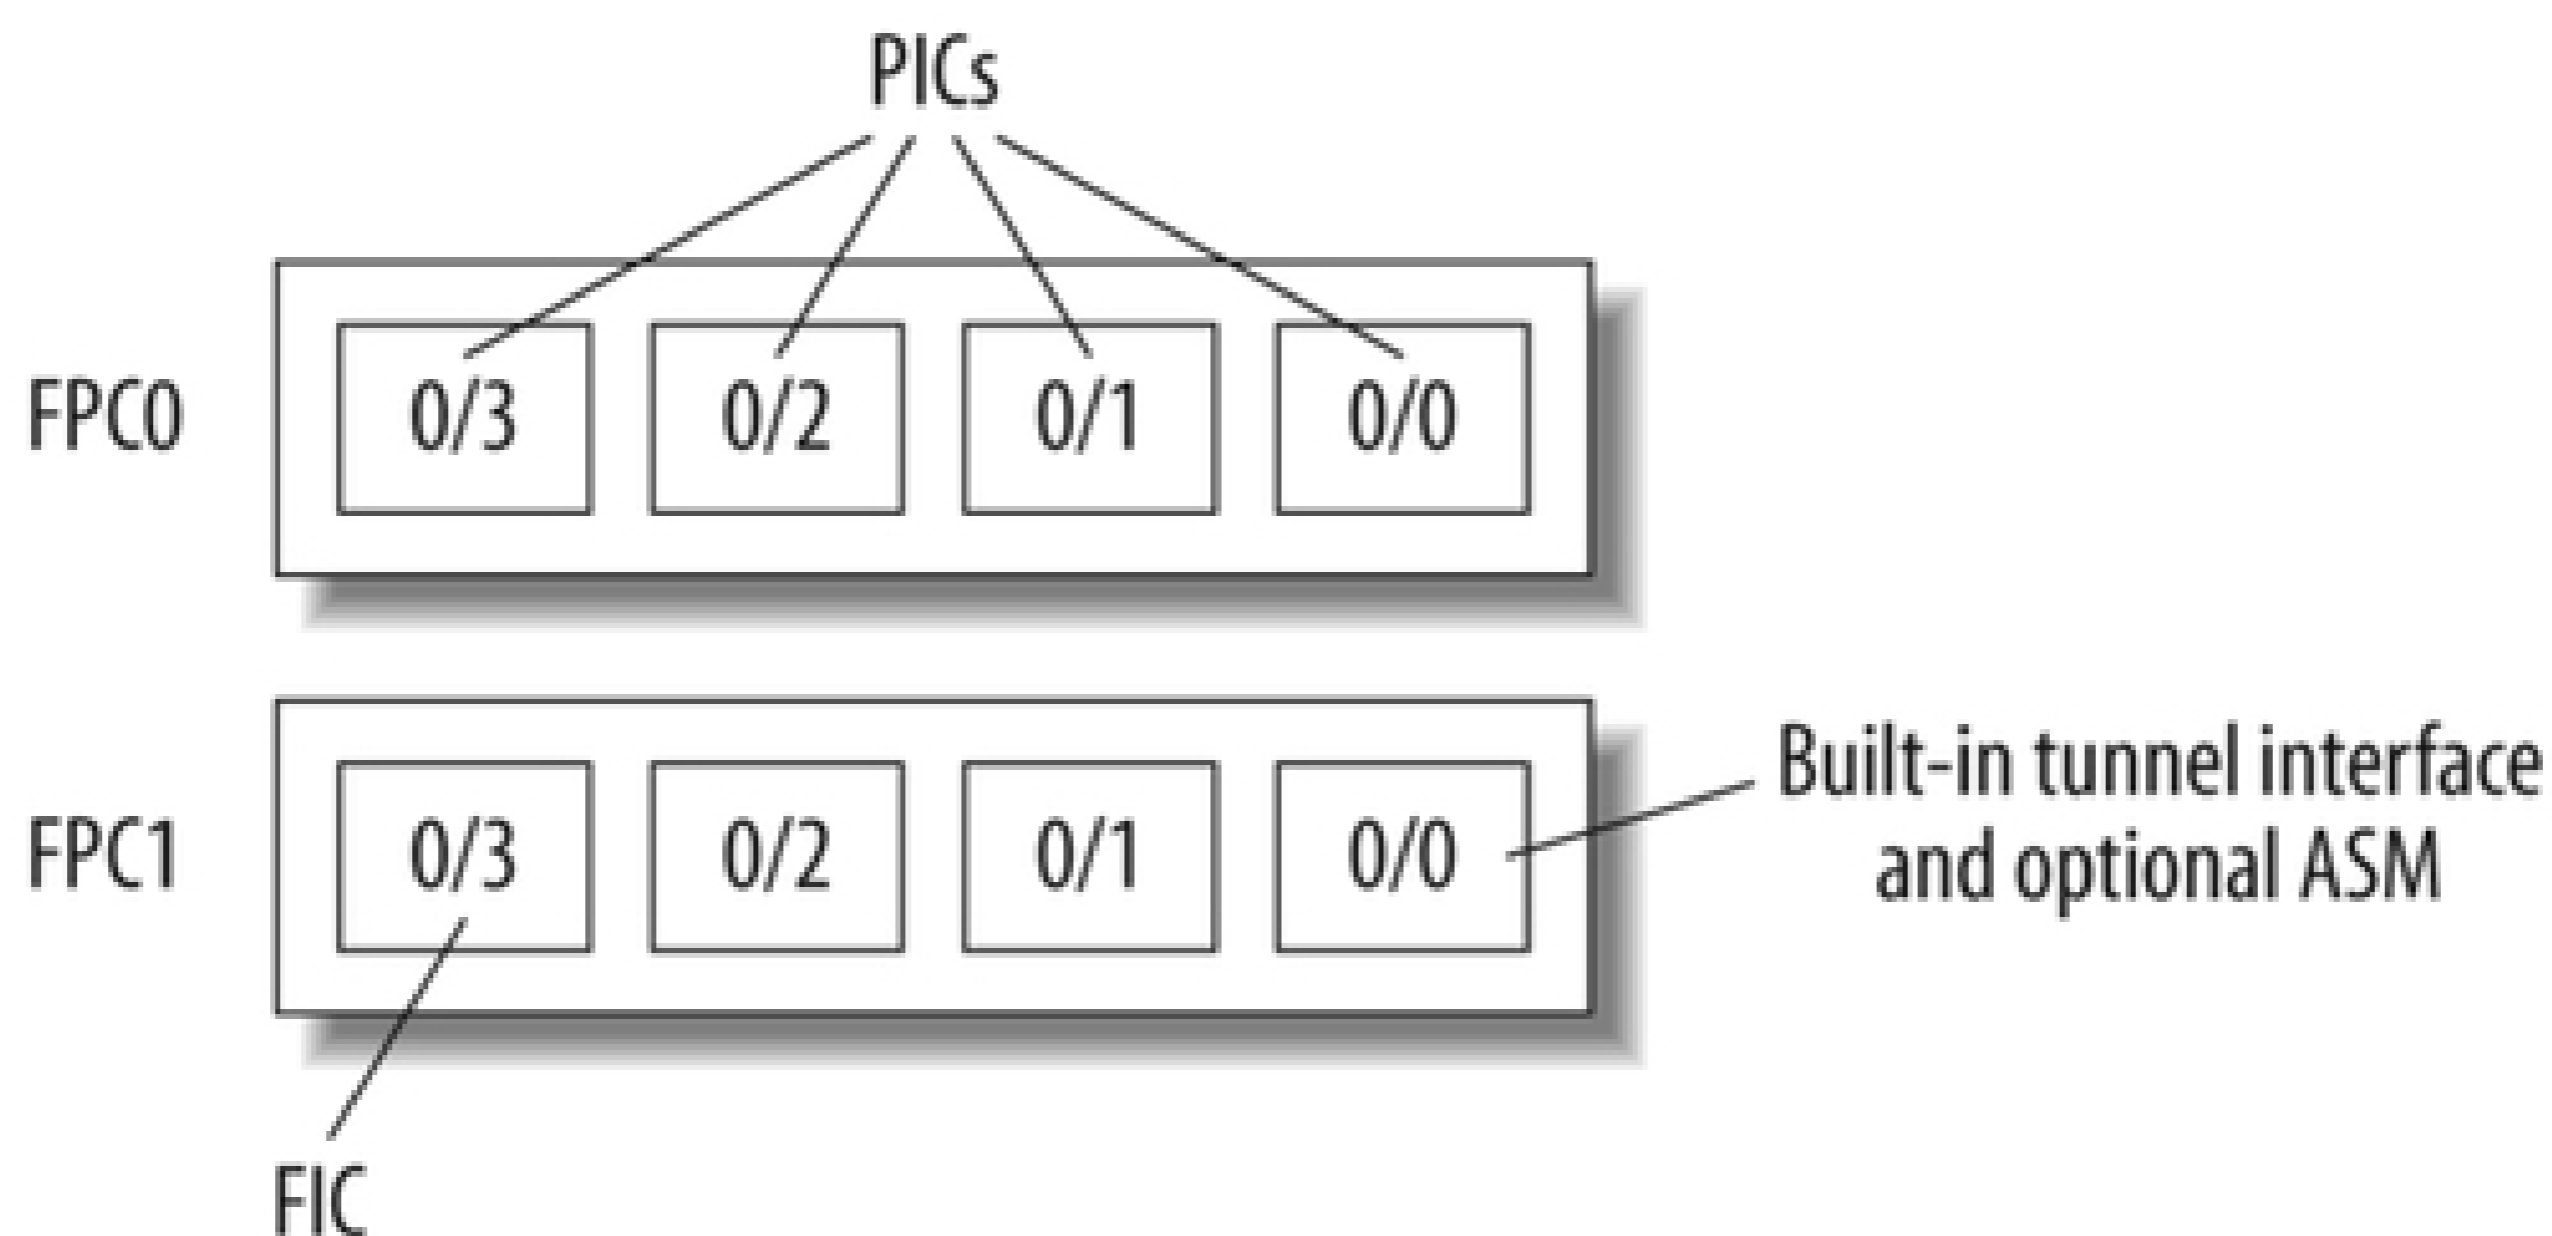 PICs
FPC0
0/3 0/2 0/1 0/0
FPC1
0/3 0/2 0/1 0/0
Built-in tunnel interface
and optional ASM
FIC